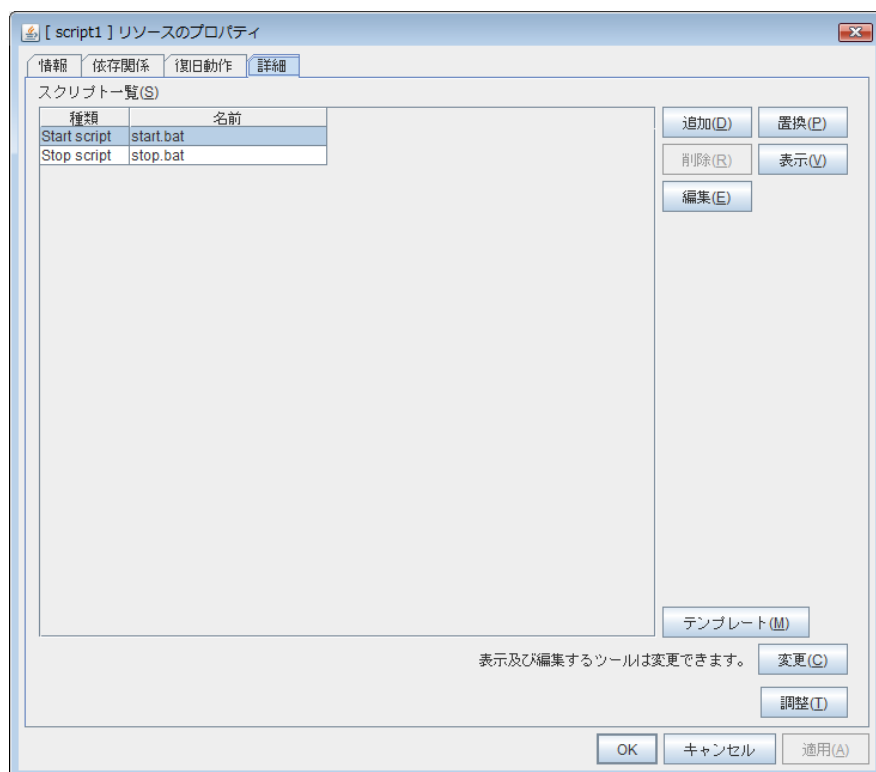 [ script1 ] リソースのプロパティ
情報 依存関係 復旧動作 詳細
スクリプト一覧(S)
種類 名前
Start script start.bat
Stop script stop.bat
追加(D) 置換(P)
削除(R) 表示(V)
編集(E)
テンプレート(M)
表示及び編集するツールは変更できます。 変更(C)
調整(T)
OK キャンセル 適用(A)